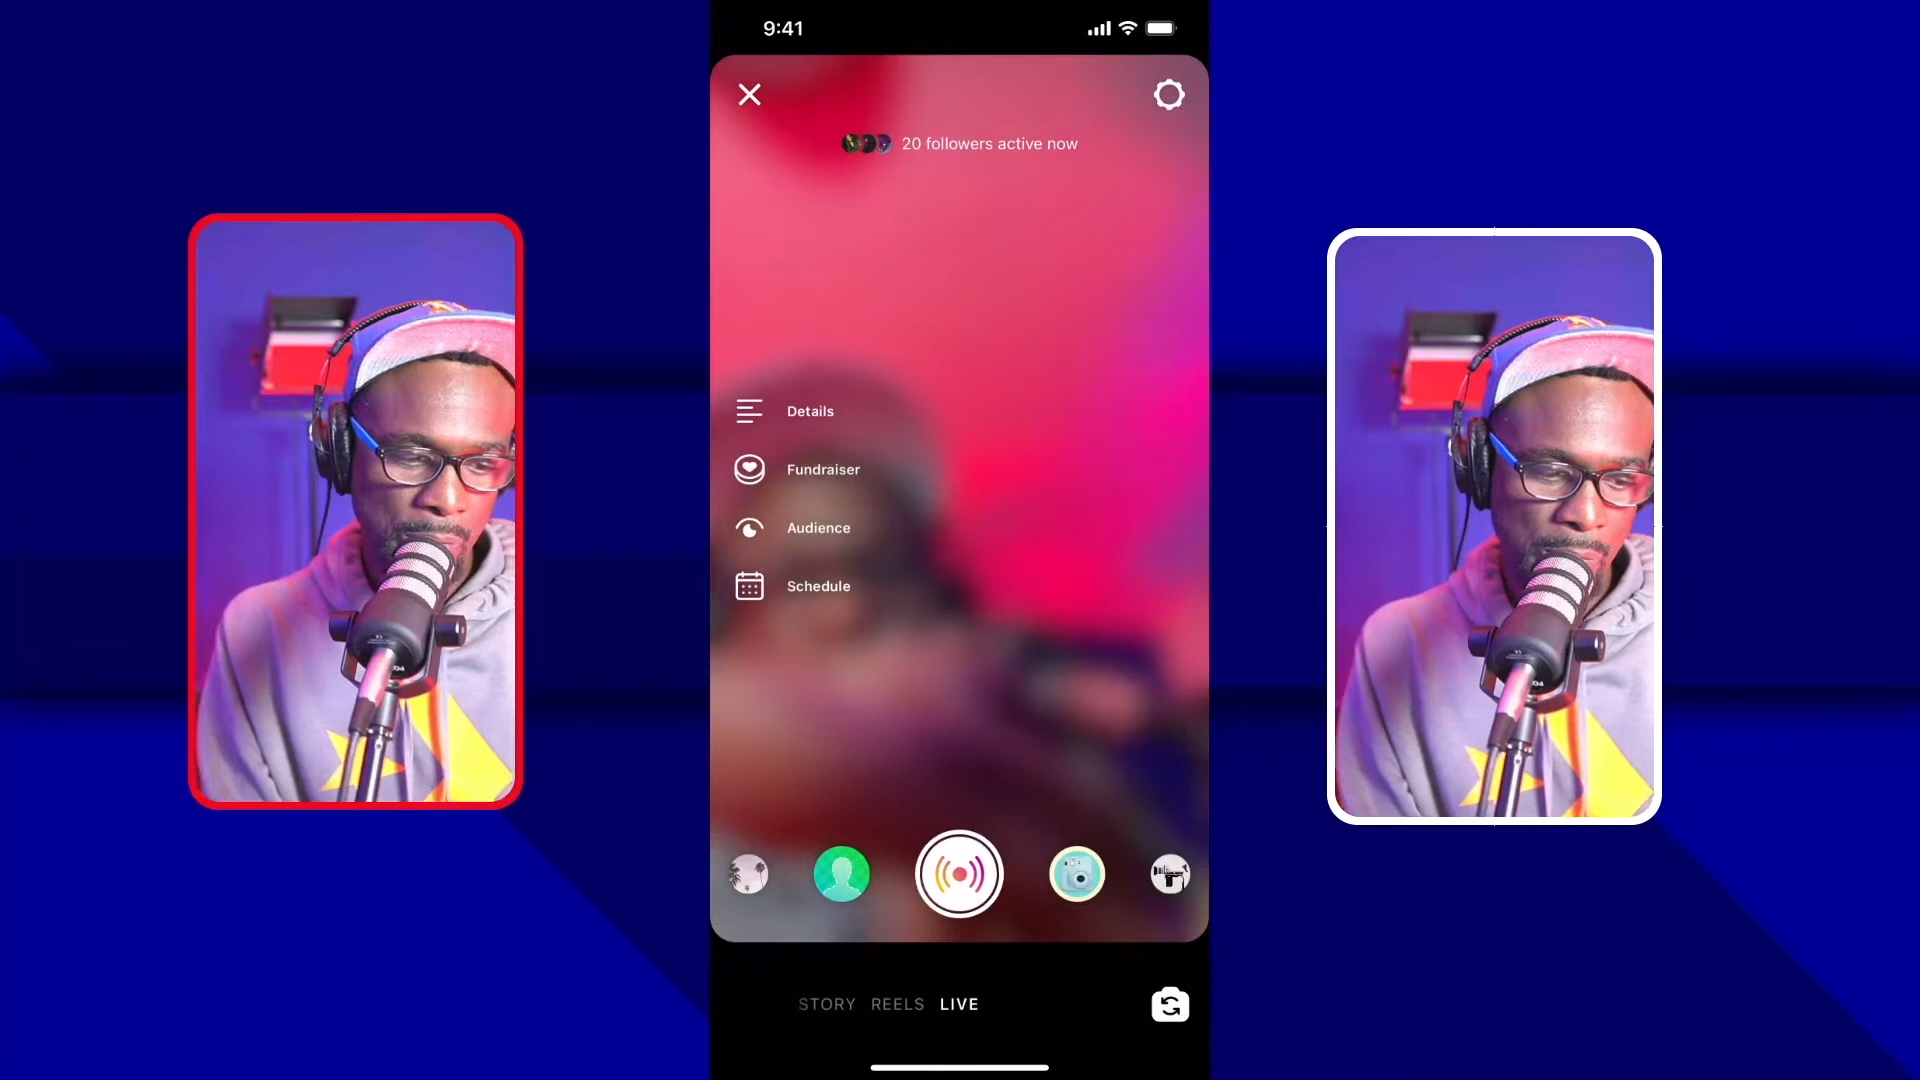 9:41
20 followers active now
Details
Fundraiser
Audience
Schedule
STORY REELS LIVE